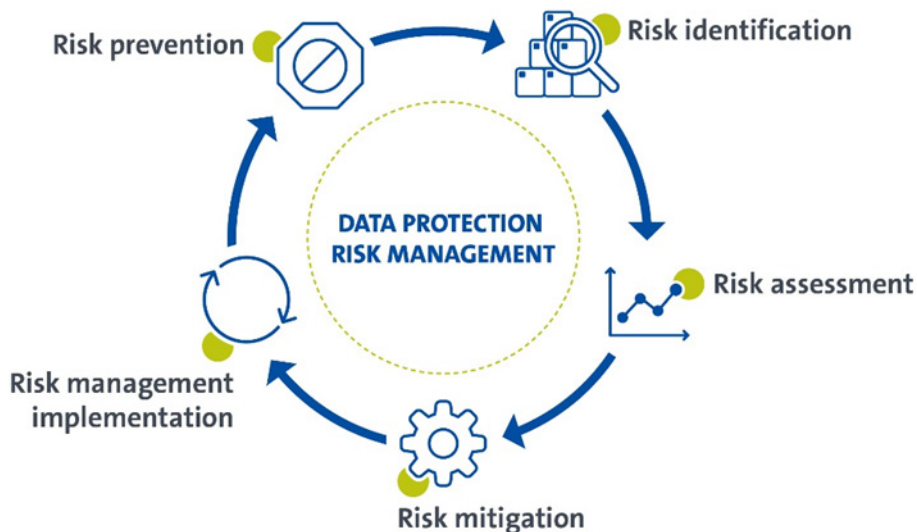 Risk prevention
Risk identification
DATA PROTECTION
RISK MANAGEMENT
Risk assessment
Risk management
implementation
Risk mitigation